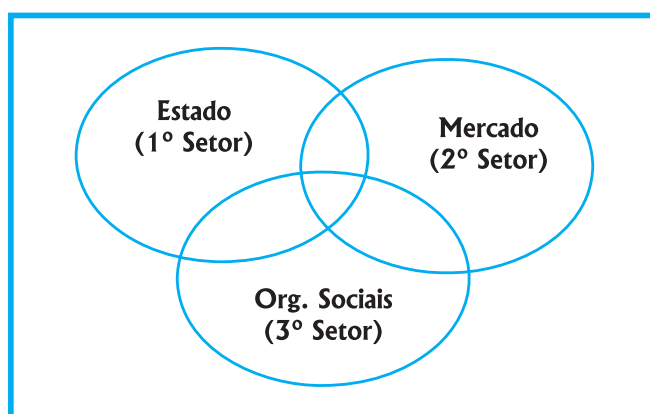 Estado
(1º Setor)
Mercado
(2º Setor)
Org. Sociais
(3º Setor)